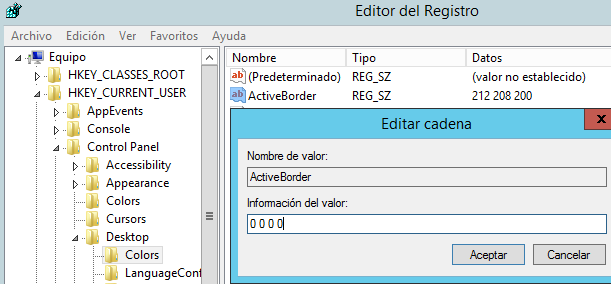 Editor del Registro
Archivo Edición Ver Favoritos Ayuda
Equipo
HKEY_CLASSES_ROOT
HKEY_CURRENT_USER
AppEvents
Console
Control Panel
Accessibility
Appearance
Colors
Cursors
Desktop
Colors
LanguageConf
Nombre Tipo Datos
ab (Predeterminado) REG_SZ (valor no establecido)
ab ActiveBorder REG_SZ 212 208 200
Editar cadena
x
Nombre de valor:
ActiveBorder
Información del valor:
0 0 0 0
Aceptar Cancelar